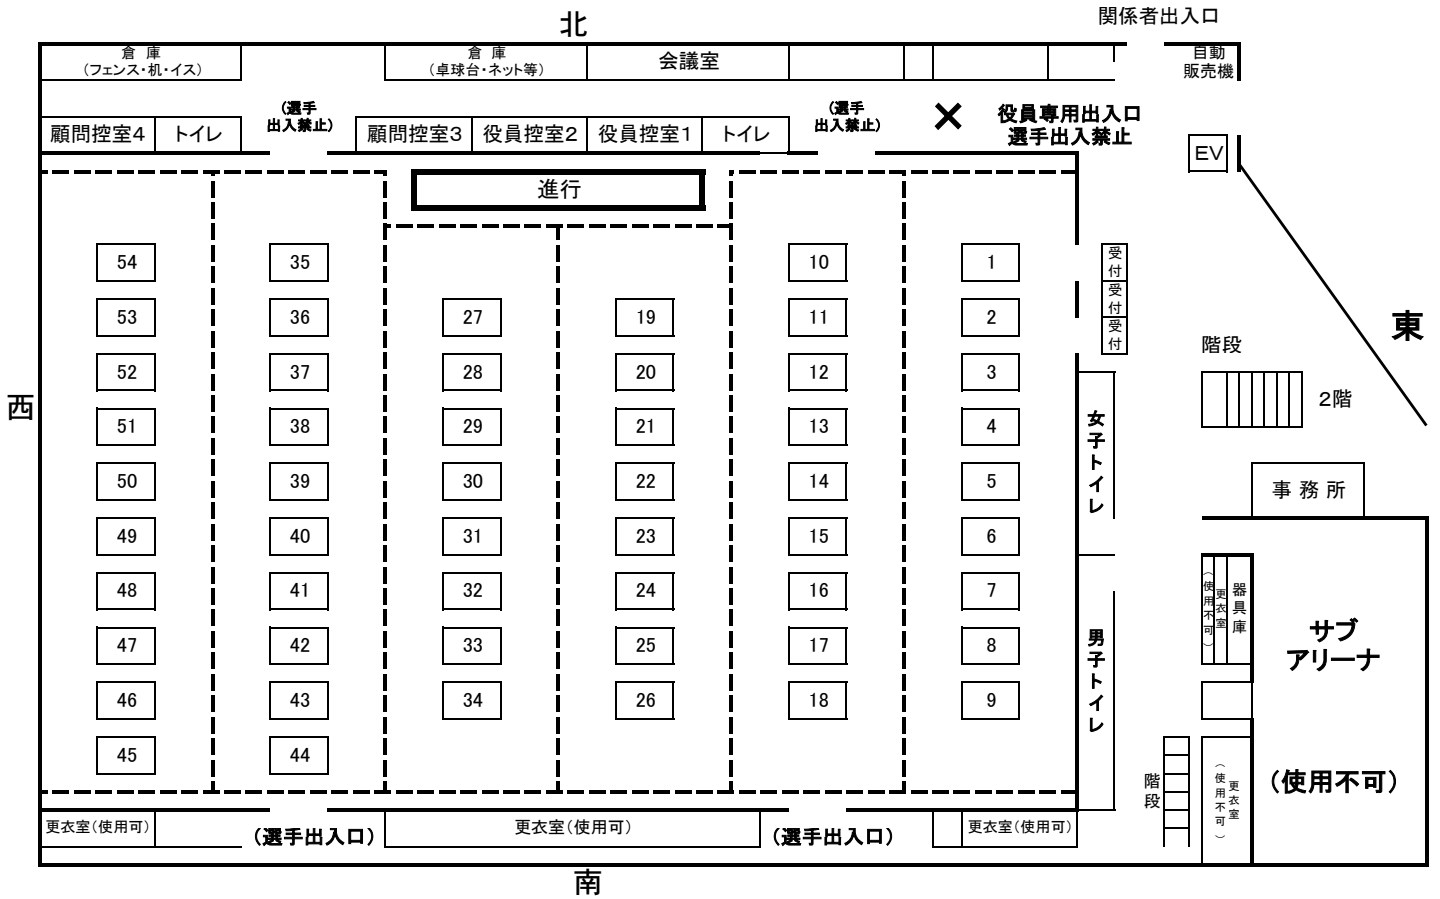 北
関係者出入口
倉 庫
(フェンス・机・イス)
倉 庫
(卓球台・ネット等)
会議室
自動
販売機
(選手
出入禁止)
(選手
出入禁止)
×
役員専用出入口
選手出入禁止
顧問控室4
トイレ
顧問控室3
役員控室2
役員控室1
トイレ
EV
進行
54
35
10
1
受付
53
36
27
19
11
2
受付
受付
東
階段
52
37
28
20
12
3
2階
西
51
38
29
21
13
4
女子トイレ
50
39
30
22
14
5
事 務 所
49
40
31
23
15
6
48
41
32
24
16
7
(使用不可)
更衣室
器具庫
47
42
33
25
17
8
男子トイレ
サブ
アリーナ
46
43
34
26
18
9
45
44
階段
(使用不可)
更衣室
(使用不可)
更衣室(使用可)
(選手出入口)
更衣室(使用可)
(選手出入口)
更衣室(使用可)
南